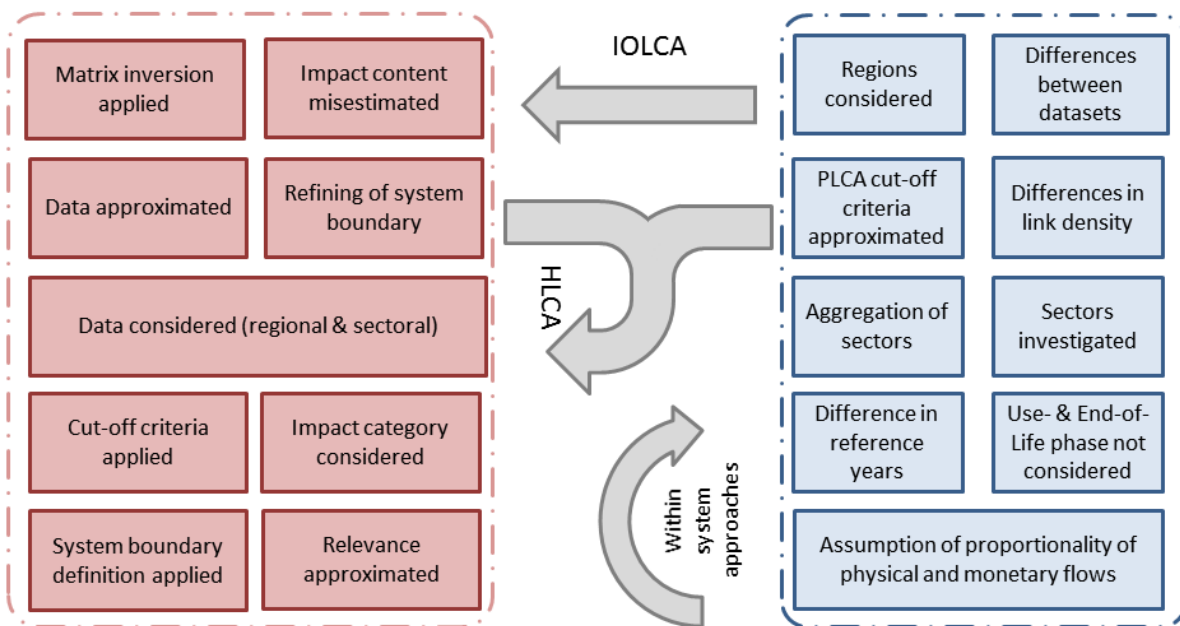 Matrix inversion
applied
Impact content
misestimated
Data approximated
Refining of system
boundary
Data considered (regional & sectoral)
Cut-off criteria
applied
Impact category
considered
System boundary
definition applied
Relevance
approximated
IOLCA
HLCA
Within
system
approaches
Regions
considered
Differences
between
datasets
PLCA cut-off
criteria
approximated
Differences in
link density
Aggregation of
sectors
Sectors
investigated
Difference in
reference
years
Use- & End-of-
Life phase not
considered
Assumption of proportionality of
physical and monetary flows